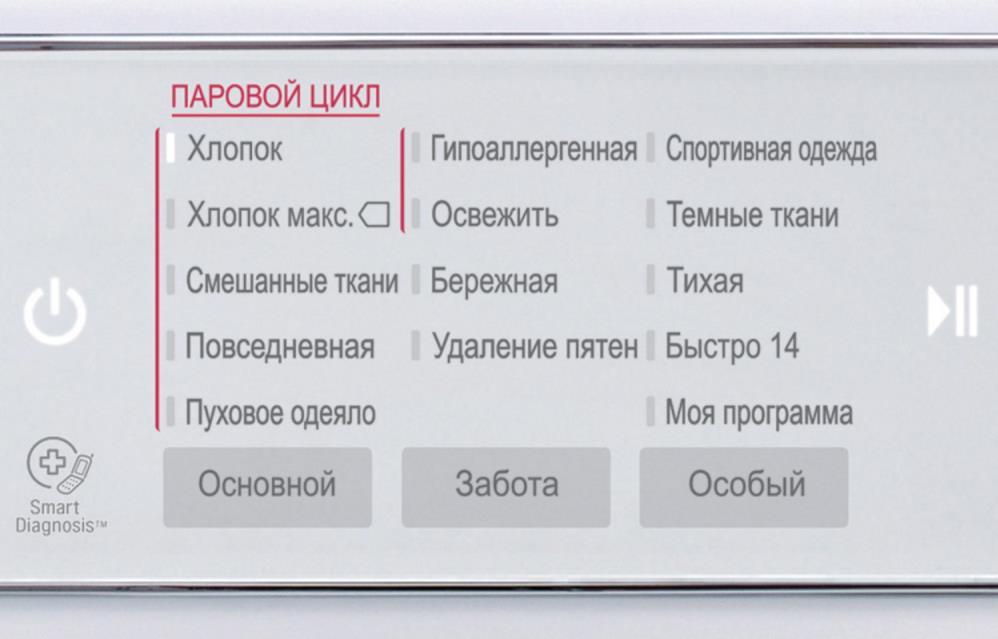 ПАРОВОЙ ЦИКЛ
Хлопок
Хлопок макс.
Смешанные ткани
Повседневная
Пуховое одеяло
Основной
Гипоаллергенная
Освежить
Бережная
Удаление пятен
Забота
Спортивная одежда
Темные ткани
Тихая
Быстро 14
Моя программа
Особый
Smart
Diagnosis™